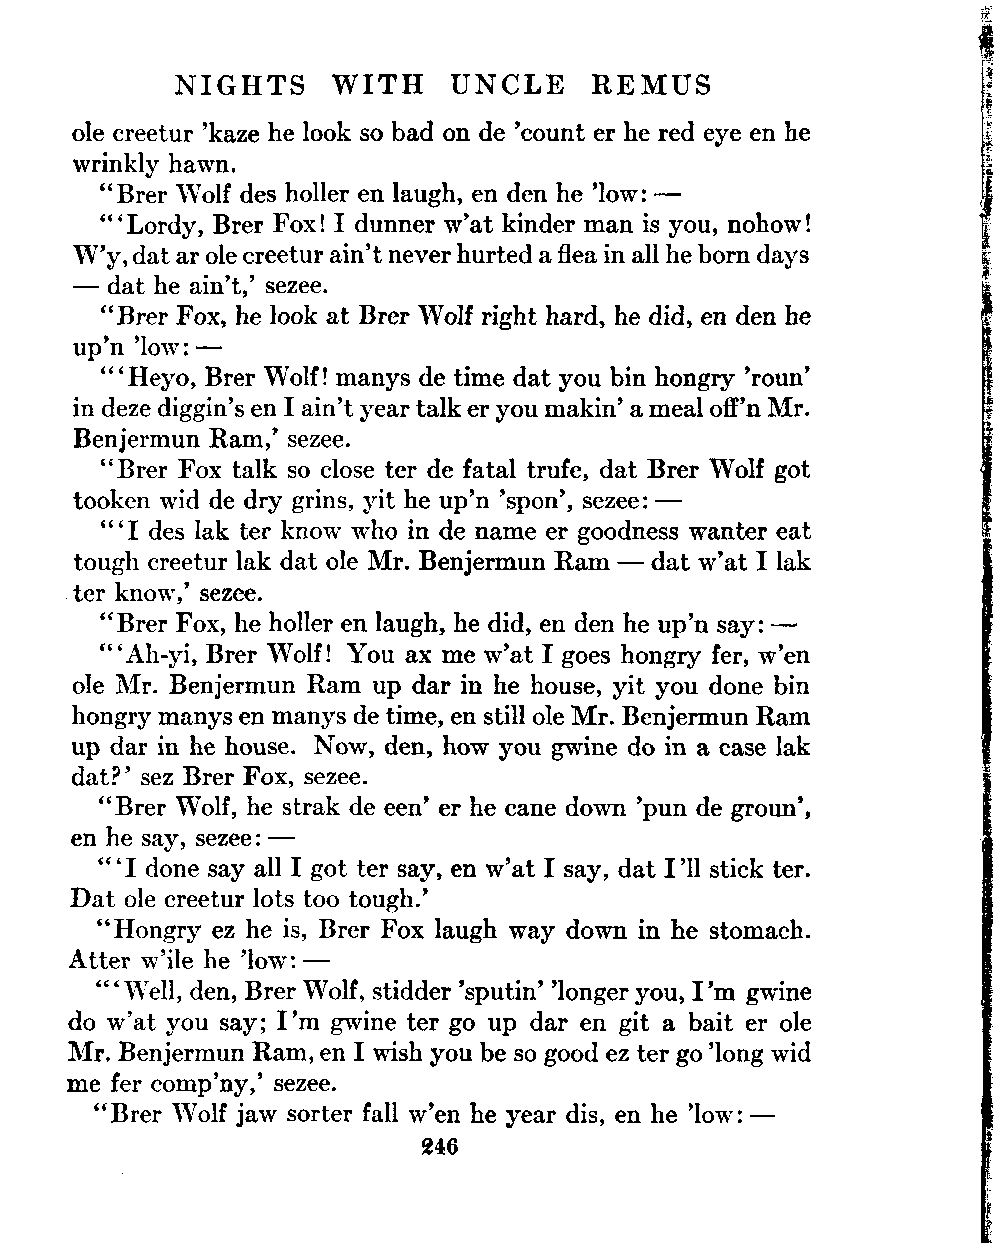 NIGHTS WITH UNCLE REMUS
ole creetur ’kaze he look so bad on de ’count er he red eye en he
wrinkly hawn.
“Brer Wolf des holler en laugh, en den he ’low: —
“‘Lordy, Brer Fox! I dunner w’at kinder man is you, nohow!
W’y, dat ar ole creetur ain’t never hurted a flea in all he born days
— dat he ain’t,’ sezee.
“Brer Fox, he look at Brer Wolf right hard, he did, en den he
up’n ’low: —
“‘Heyo, Brer Wolf! manys de time dat you bin hongry ’roun’
in deze diggin’s en I ain’t year talk er you makin’ a meal off’n Mr.
Benjermun Ram,’ sezee.
“Brer Fox talk so close ter de fatal trufe, dat Brer Wolf got
tooken wid de dry grins, yit he up’n ’spon’, sezee: —
“‘I des lak ter know who in de name er goodness wanter eat
tough creetur lak dat ole Mr. Benjermun Ram — dat w’at I lak
ter know,’ sezee.
“Brer Fox, he holler en laugh, he did, en den he up’n say: —
“‘Ah-yi, Brer Wolf! You ax me w’at I goes hongry fer, w’en
ole Mr. Benjermun Ram up dar in he house, yit you done bin
hongry manys en manys de time, en still ole Mr. Benjermun Ram
up dar in he house. Now, den, how you gwine do in a case lak
dat?’ sez Brer Fox, sezee.
“Brer Wolf, he strak de een’ er he cane down ’pun de groun’,
en he say, sezee: —
“‘I done say all I got ter say, en w’at I say, dat I’ll stick ter.
Dat ole creetur lots too tough.’
“Hongry ez he is, Brer Fox laugh way down in he stomach.
Atter w’ile he ’low: —
“‘Well, den, Brer Wolf, stidder ’sputin’ ’longer you, I’m gwine
do w’at you say; I’m gwine ter go up dar en git a bait er ole
Mr. Benjermun Ram, en I wish you be so good ez ter go ’long wid
me fer comp’ny,’ sezee.
“Brer Wolf jaw sorter fall w’en he year dis, en he ’low: —
246